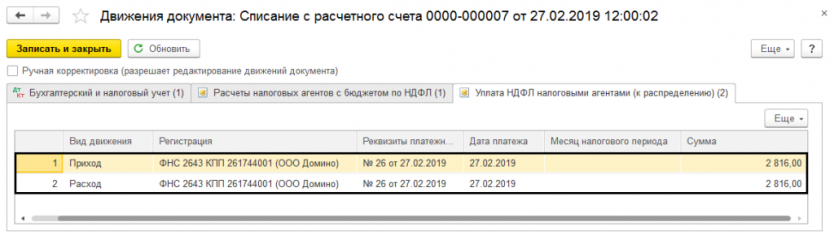 Движения документа: Списание с расчетного счета 0000-000007 от 27.02.2019 12:00:02
Записать и закрыть Обновить Еще ?
Ручная корректировка (разрешает редактирование движений документа)
Дт Кт Бухгалтерский и налоговый учет (1) Расчеты налоговых агентов с бюджетом по НДФЛ (1) Уплата НДФЛ налоговыми агентами (к распределению) (2)
Еще
Вид движения Регистрация Реквизиты платежн... Дата платежа Месяц налогового периода Сумма
1 Приход ФНС 2643 КПП 261744001 (ООО Домино) № 26 от 27.02.2019 27.02.2019 2 816,00
2 Расход ФНС 2643 КПП 261744001 (ООО Домино) № 26 от 27.02.2019 27.02.2019 2 816,00